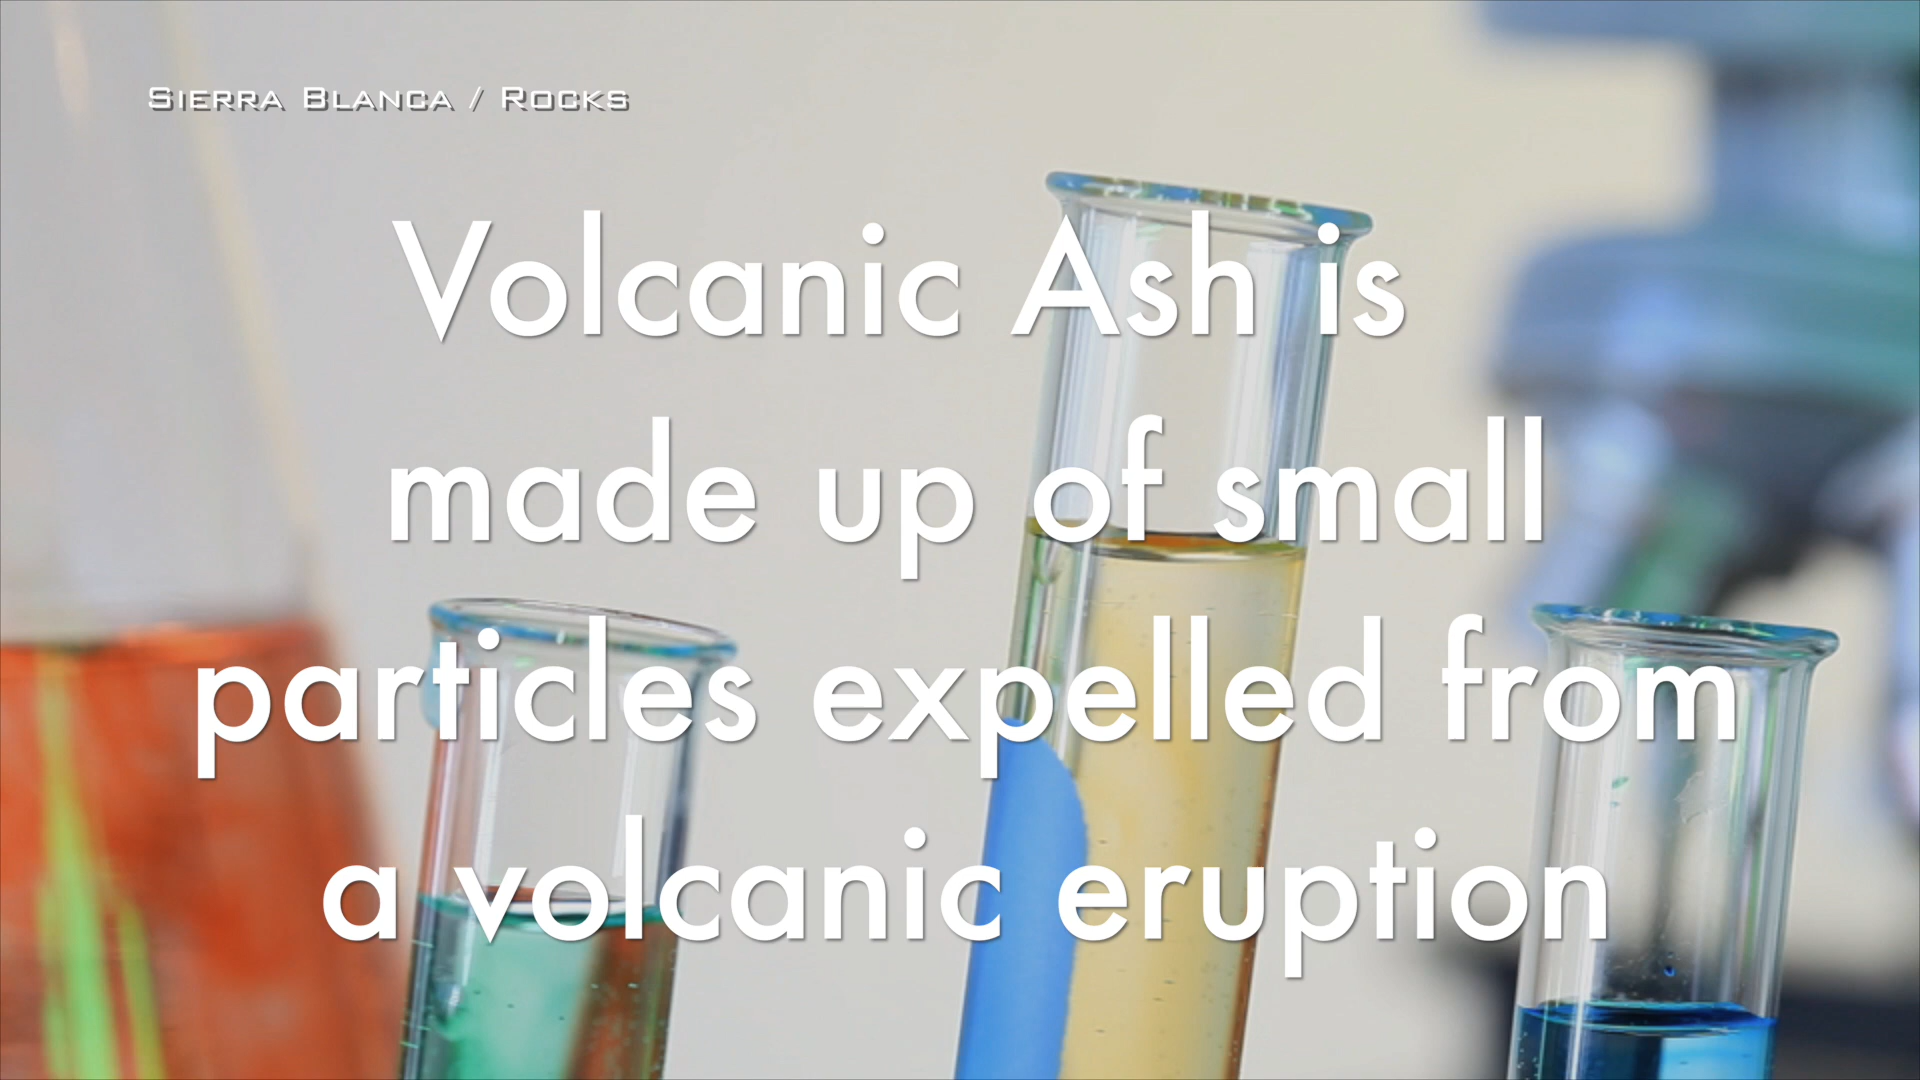 Sierra Blanca / Rocks
Volcanic Ash is
made up of small
particles expelled from
a volcanic eruption